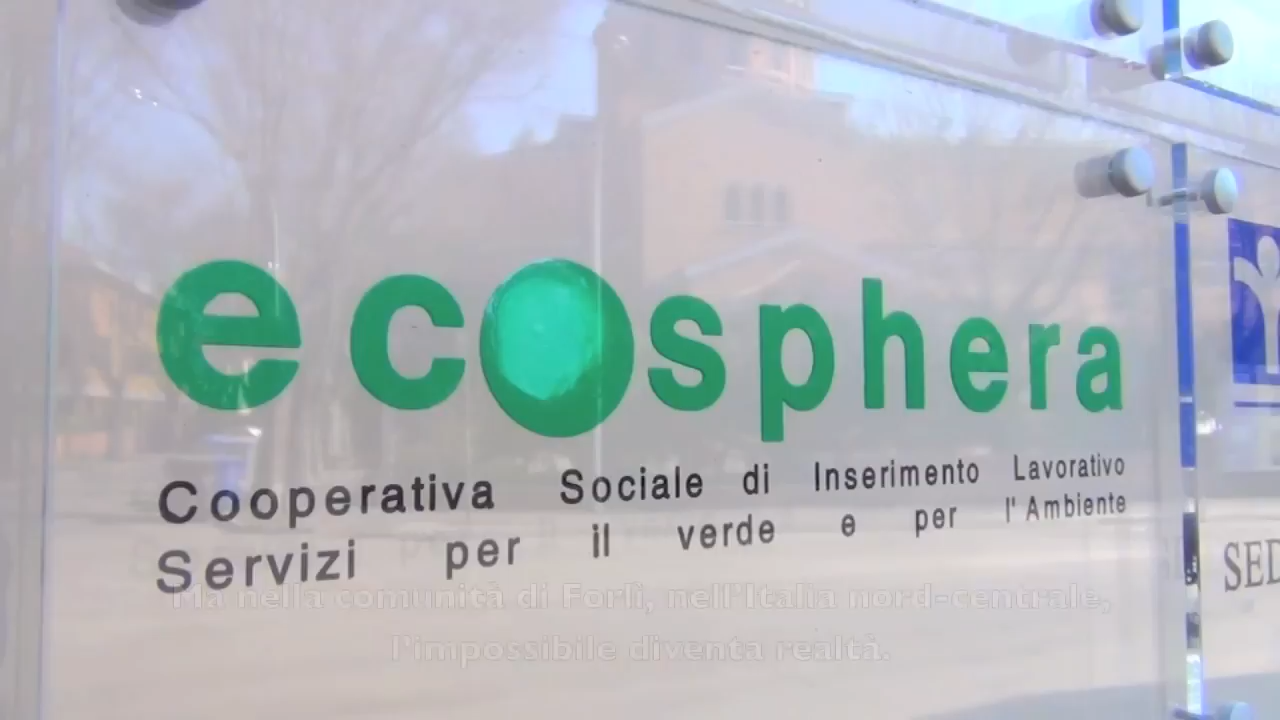 ecosphera
Cooperativa Sociale di Inserimento Lavorativo
Servizi per il verde e per l'Ambiente
SED
Ma nella comunità di Forlì, nell'Italia nord-centrale,
l'impossibile diventa realtà.